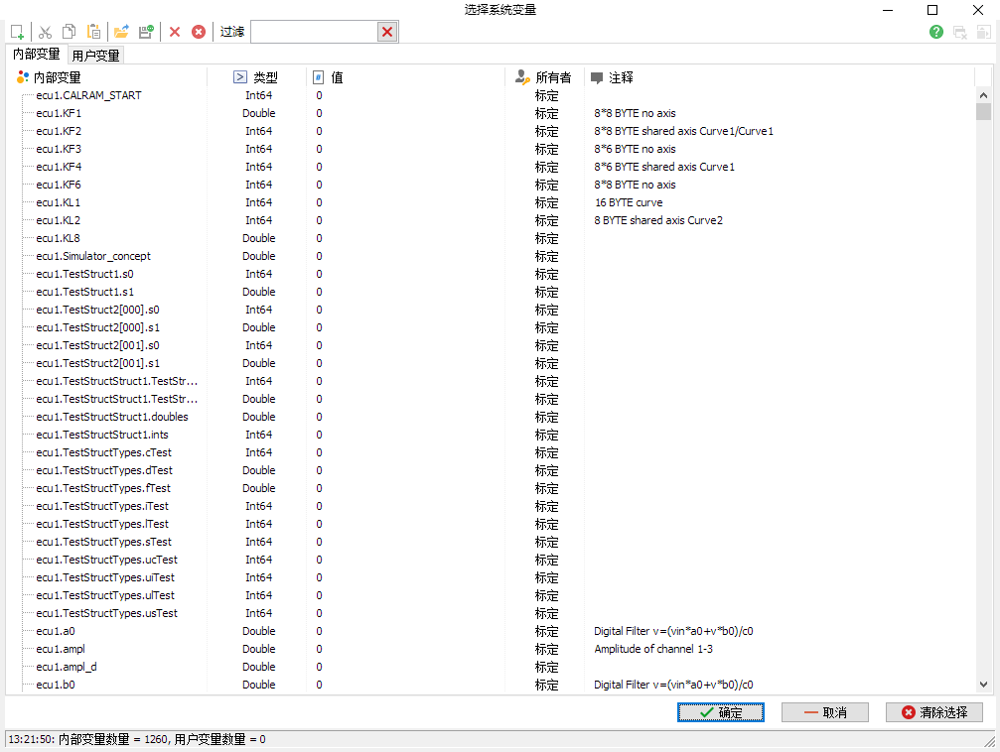 选择系统变量
过滤
内部变量 用户变量
内部变量 类型 值 所有者 注释
ecu1.CALRAM_START Int64 0 标定
ecu1.KF1 Double 0 标定 8*8 BYTE no axis
ecu1.KF2 Int64 0 标定 8*8 BYTE shared axis Curve1/Curve1
ecu1.KF3 Int64 0 标定 8*6 BYTE no axis
ecu1.KF4 Int64 0 标定 8*6 BYTE shared axis Curve1
ecu1.KF6 Int64 0 标定 8*8 BYTE no axis
ecu1.KL1 Int64 0 标定 16 BYTE curve
ecu1.KL2 Int64 0 标定 8 BYTE shared axis Curve2
ecu1.KL8 Double 0 标定
ecu1.Simulator_concept Double 0 标定
ecu1.TestStruct1.s0 Int64 0 标定
ecu1.TestStruct1.s1 Double 0 标定
ecu1.TestStruct2[000].s0 Int64 0 标定
ecu1.TestStruct2[000].s1 Double 0 标定
ecu1.TestStruct2[001].s0 Int64 0 标定
ecu1.TestStruct2[001].s1 Double 0 标定
ecu1.TestStructStruct1.TestStr... Int64 0 标定
ecu1.TestStructStruct1.TestStr... Double 0 标定
ecu1.TestStructStruct1.doubles Double 0 标定
ecu1.TestStructStruct1.ints Int64 0 标定
ecu1.TestStructTypes.cTest Int64 0 标定
ecu1.TestStructTypes.dTest Double 0 标定
ecu1.TestStructTypes.fTest Double 0 标定
ecu1.TestStructTypes.iTest Int64 0 标定
ecu1.TestStructTypes.lTest Int64 0 标定
ecu1.TestStructTypes.sTest Int64 0 标定
ecu1.TestStructTypes.ucTest Int64 0 标定
ecu1.TestStructTypes.uiTest Int64 0 标定
ecu1.TestStructTypes.ulTest Int64 0 标定
ecu1.TestStructTypes.usTest Int64 0 标定
ecu1.a0 Double 0 标定 Digital Filter v=(vin*a0+v*b0)/c0
ecu1.ampl Double 0 标定 Amplitude of channel 1-3
ecu1.ampl_d Double 0 标定
ecu1.b0 Double 0 标定 Digital Filter v=(vin*a0+v*b0)/c0
确定 取消 清除选择
13:21:50: 内部变量数量 = 1260, 用户变量数量 = 0